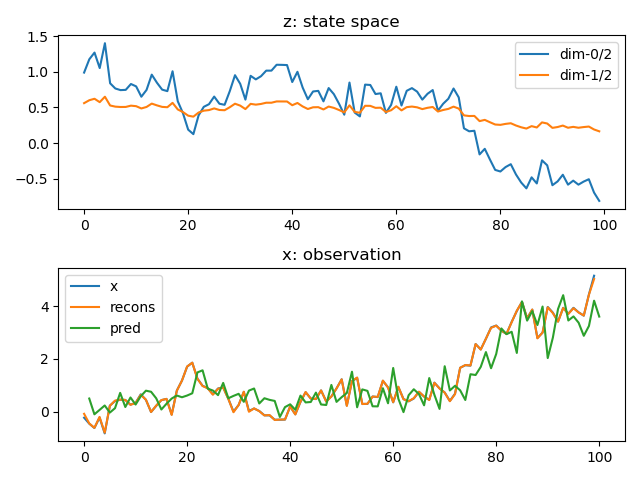 z: state space
1.5
1.0
0.5
0.0
−0.5
dim-0/2
dim-1/2
0 20 40 60 80 100
x: observation
4
2
0
x
recons
pred
0 20 40 60 80 100